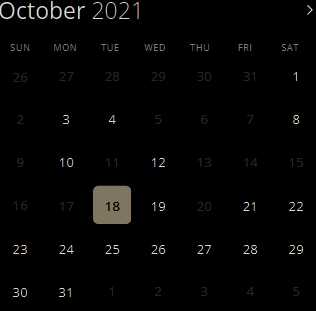 October 2021
SUN MON TUE WED THU FRI SAT
26 27 28 29 30 31 1
2 3 4 5 6 7 8
9 10 11 12 13 14 15
16 17 18 19 20 21 22
23 24 25 26 27 28 29
30 31 1 2 3 4 5